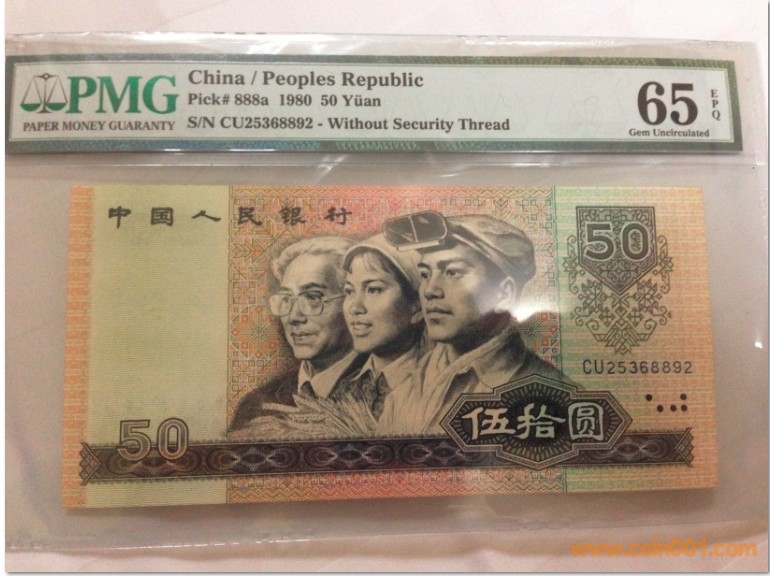 PMG
PAPER MONEY GUARANTY
China / Peoples Republic
Pick# 888a 1980 50 Yüan
S/N CU25368892 - Without Security Thread
65 EPQ
Gem Uncirculated
中国人民银行
50
CU25368892
50
伍拾圆
www.coin001.com